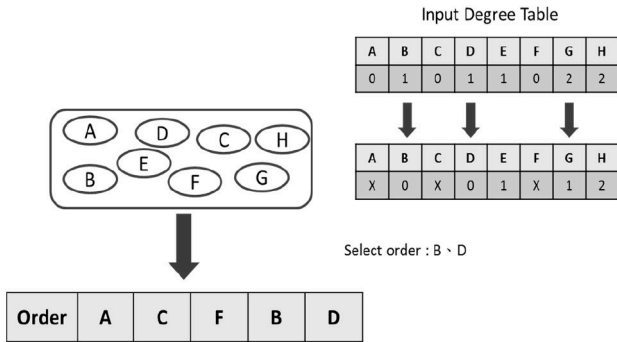 Input Degree Table
A B C D E F G H
0 1 0 1 1 0 2 2
A B C D E F G H
X 0 X 0 1 X 1 2
A D C H
E
B F G
Select order : B、D
Order A C F B D